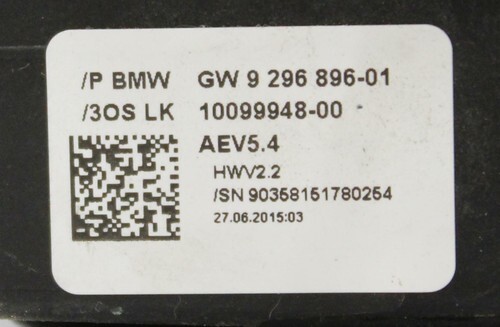 /P BMW GW 9 296 896-01
/3OS LK 10099948-00
AEV5.4
HWV2.2
/SN 90358151780254
27.06.2015:03